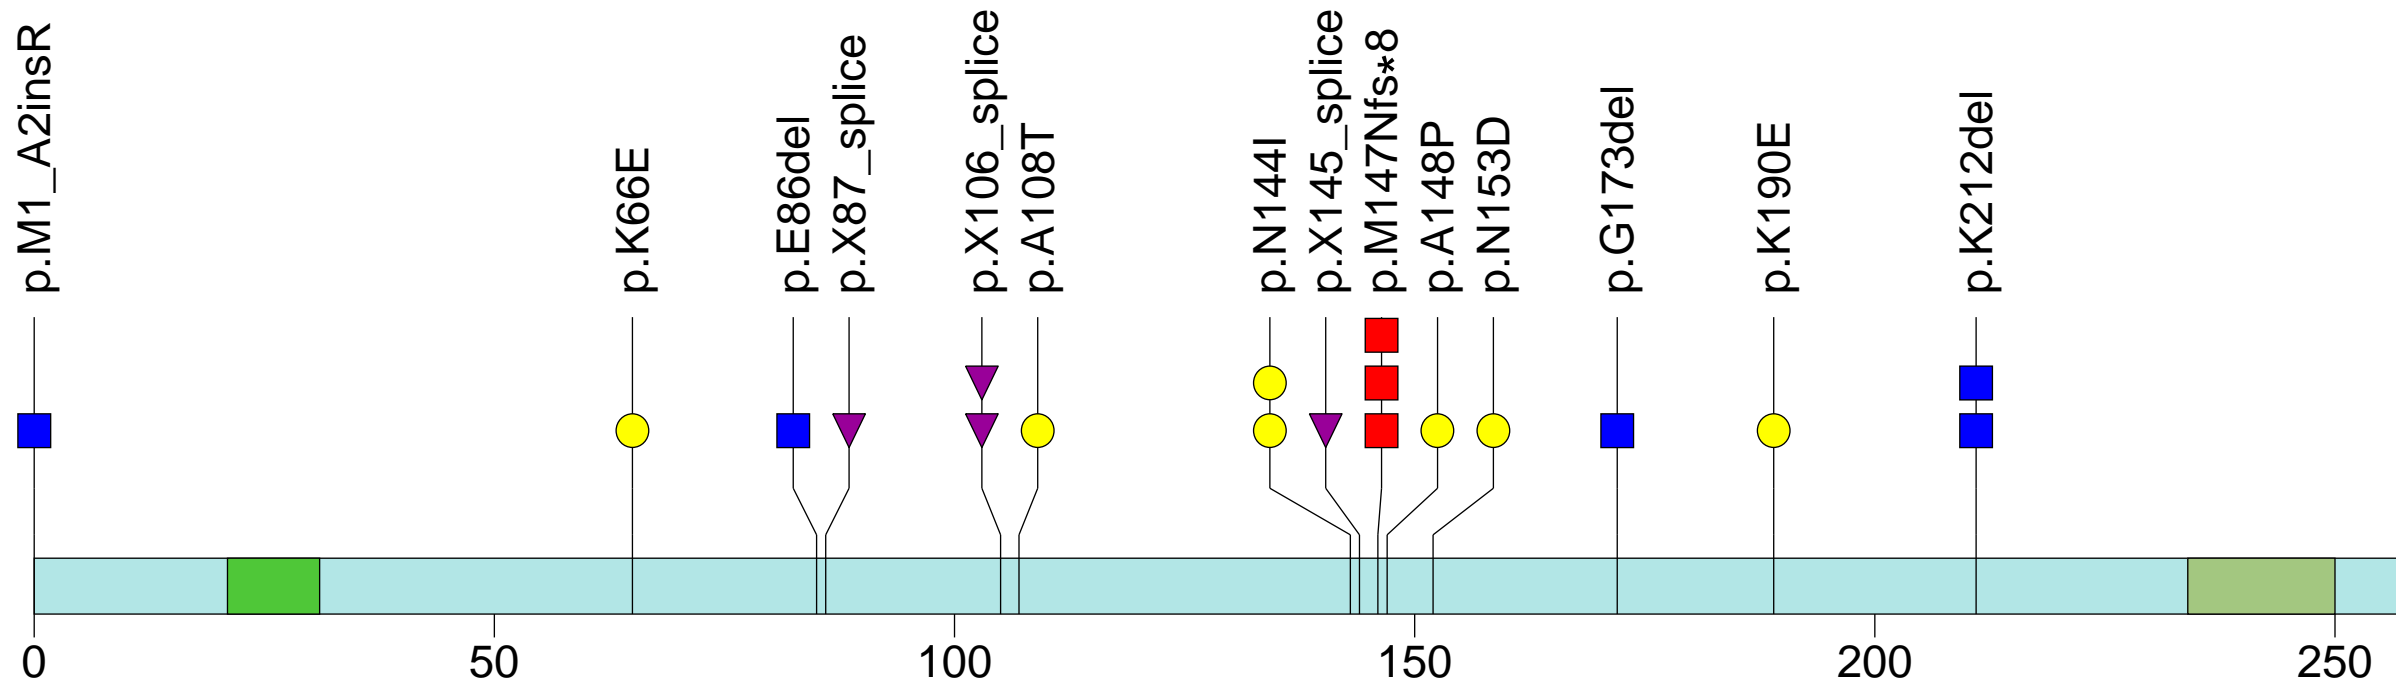 p.M1_A2insR
p.K66E
p.E86del
p.X87_splice
p.X106_splice
p.A108T
p.N144I
p.X145_splice
p.M147Nfs*8
p.A148P
p.N153D
p.G173del
p.K190E
p.K212del
0 50 100 150 200 250